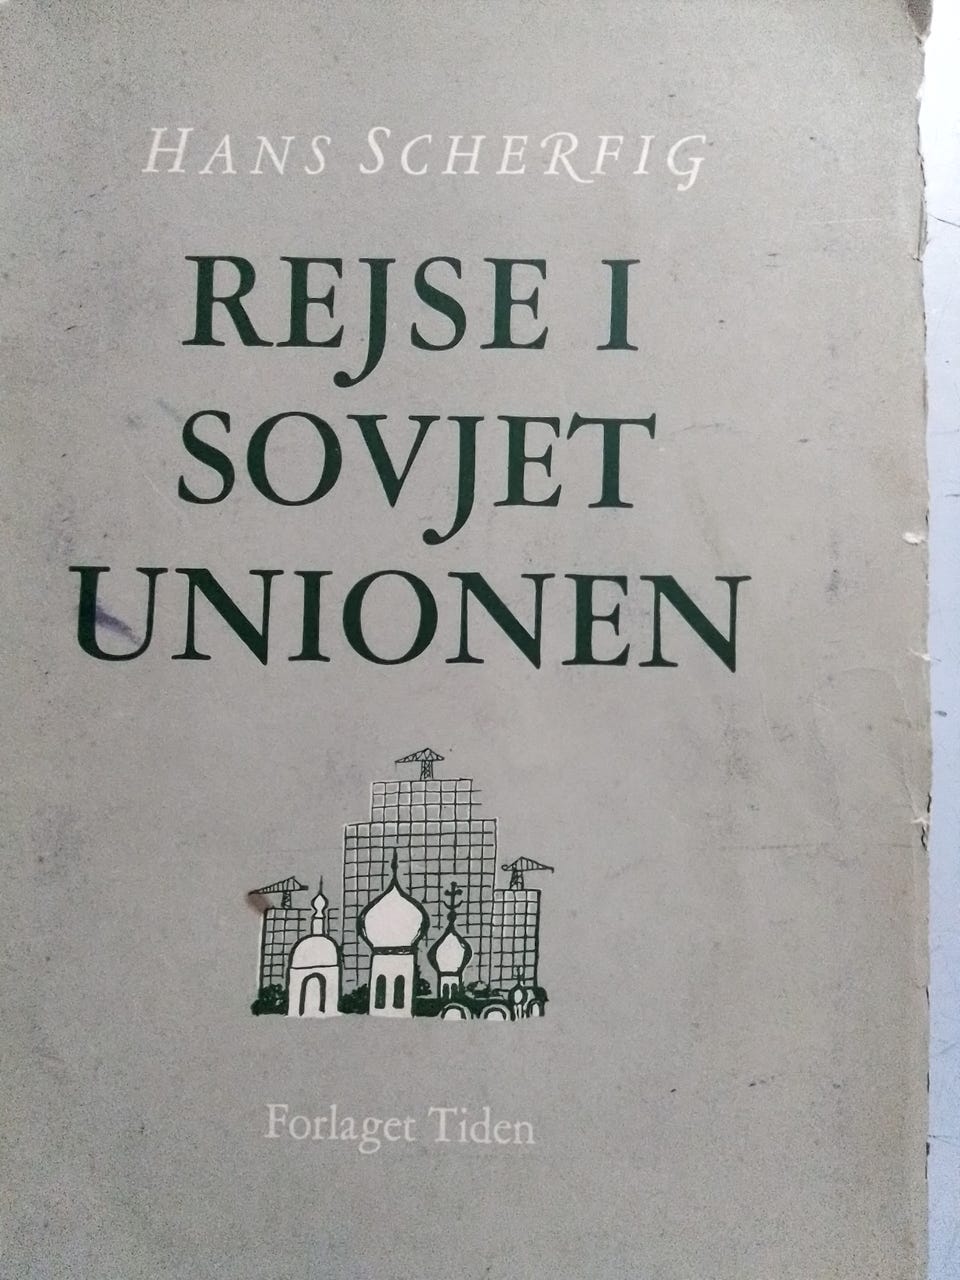 HANS SCHERFIG
REJSE I
SOVJET
UNIONEN
Forlaget Tiden